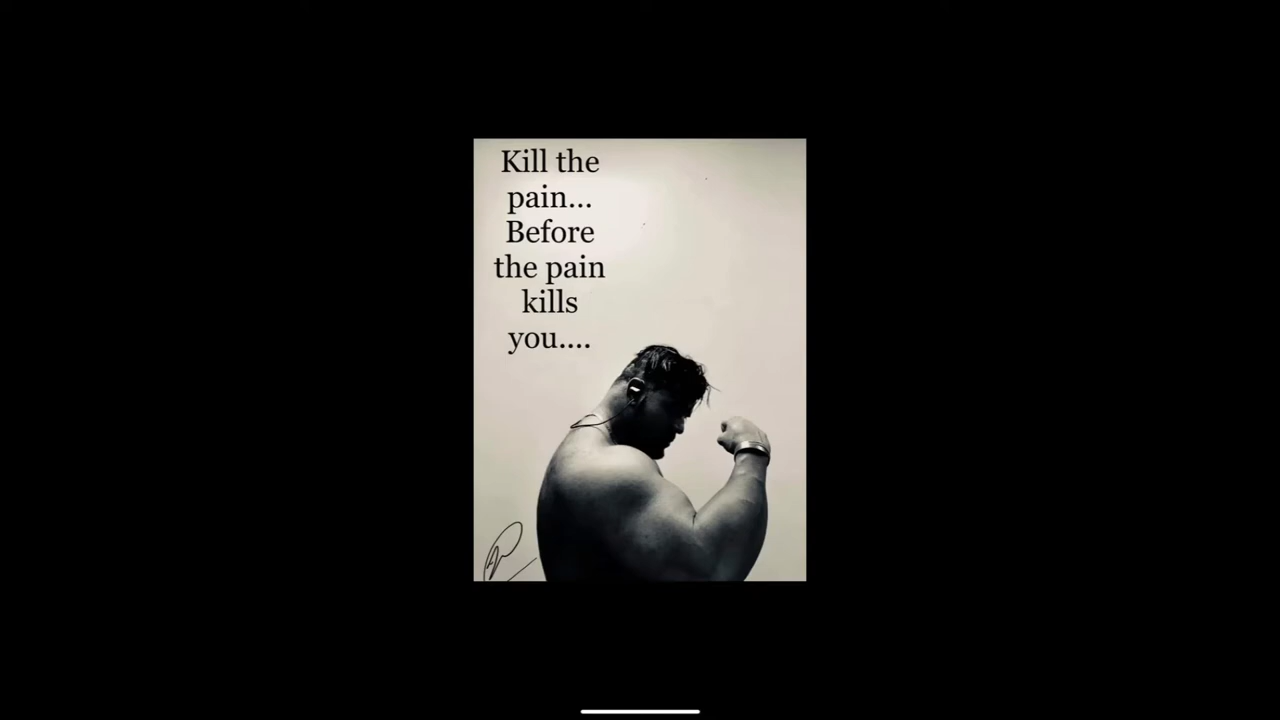 Kill the
pain...
Before
the pain
kills
you....